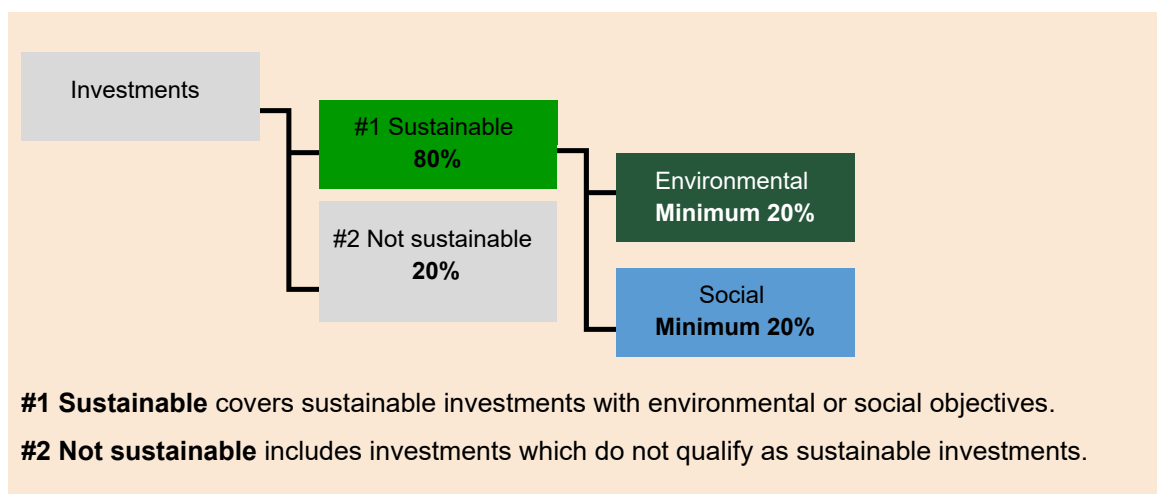 Investments
#1 Sustainable
80%
#2 Not sustainable
20%
Environmental
Minimum 20%
Social
Minimum 20%
#1 Sustainable covers sustainable investments with environmental or social objectives.
#2 Not sustainable includes investments which do not qualify as sustainable investments.